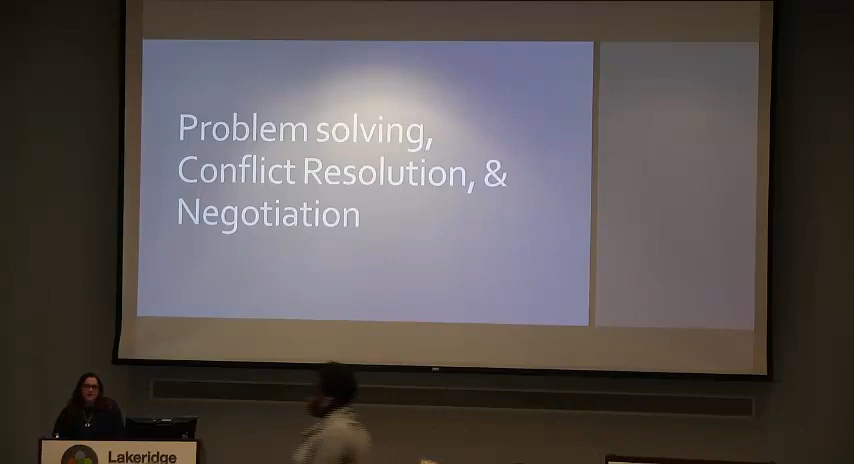 Problem solving,
Conflict Resolution, &
Negotiation
Lakeridge